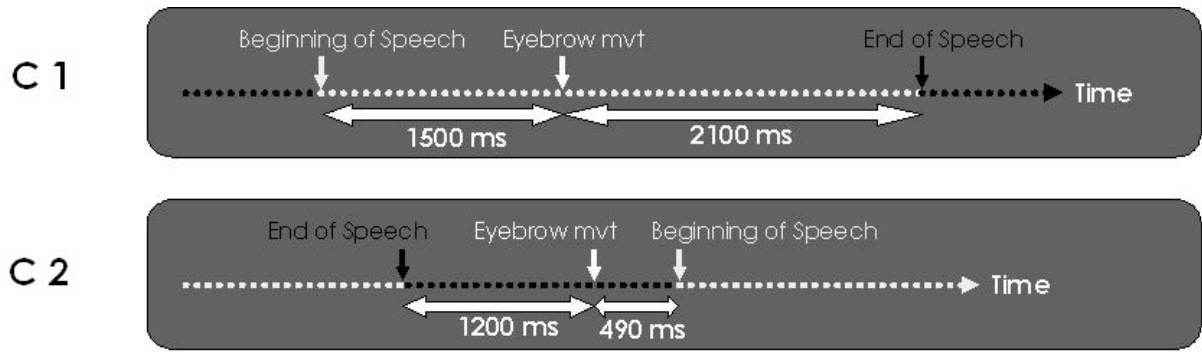 C 1
Beginning of Speech Eyebrow mvt End of Speech
Time
1500 ms 2100 ms
C 2
End of Speech Eyebrow mvt Beginning of Speech
Time
1200 ms 490 ms